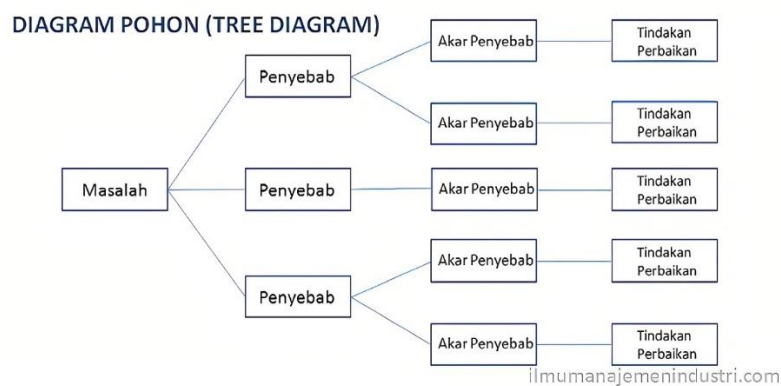 DIAGRAM POHON (TREE DIAGRAM)
Akar Penyebab
Tindakan
Perbaikan
Penyebab
Akar Penyebab
Tindakan
Perbaikan
Masalah
Penyebab
Akar Penyebab
Tindakan
Perbaikan
Akar Penyebab
Tindakan
Perbaikan
Penyebab
Akar Penyebab
Tindakan
Perbaikan
ilmumanajemenindustri.com